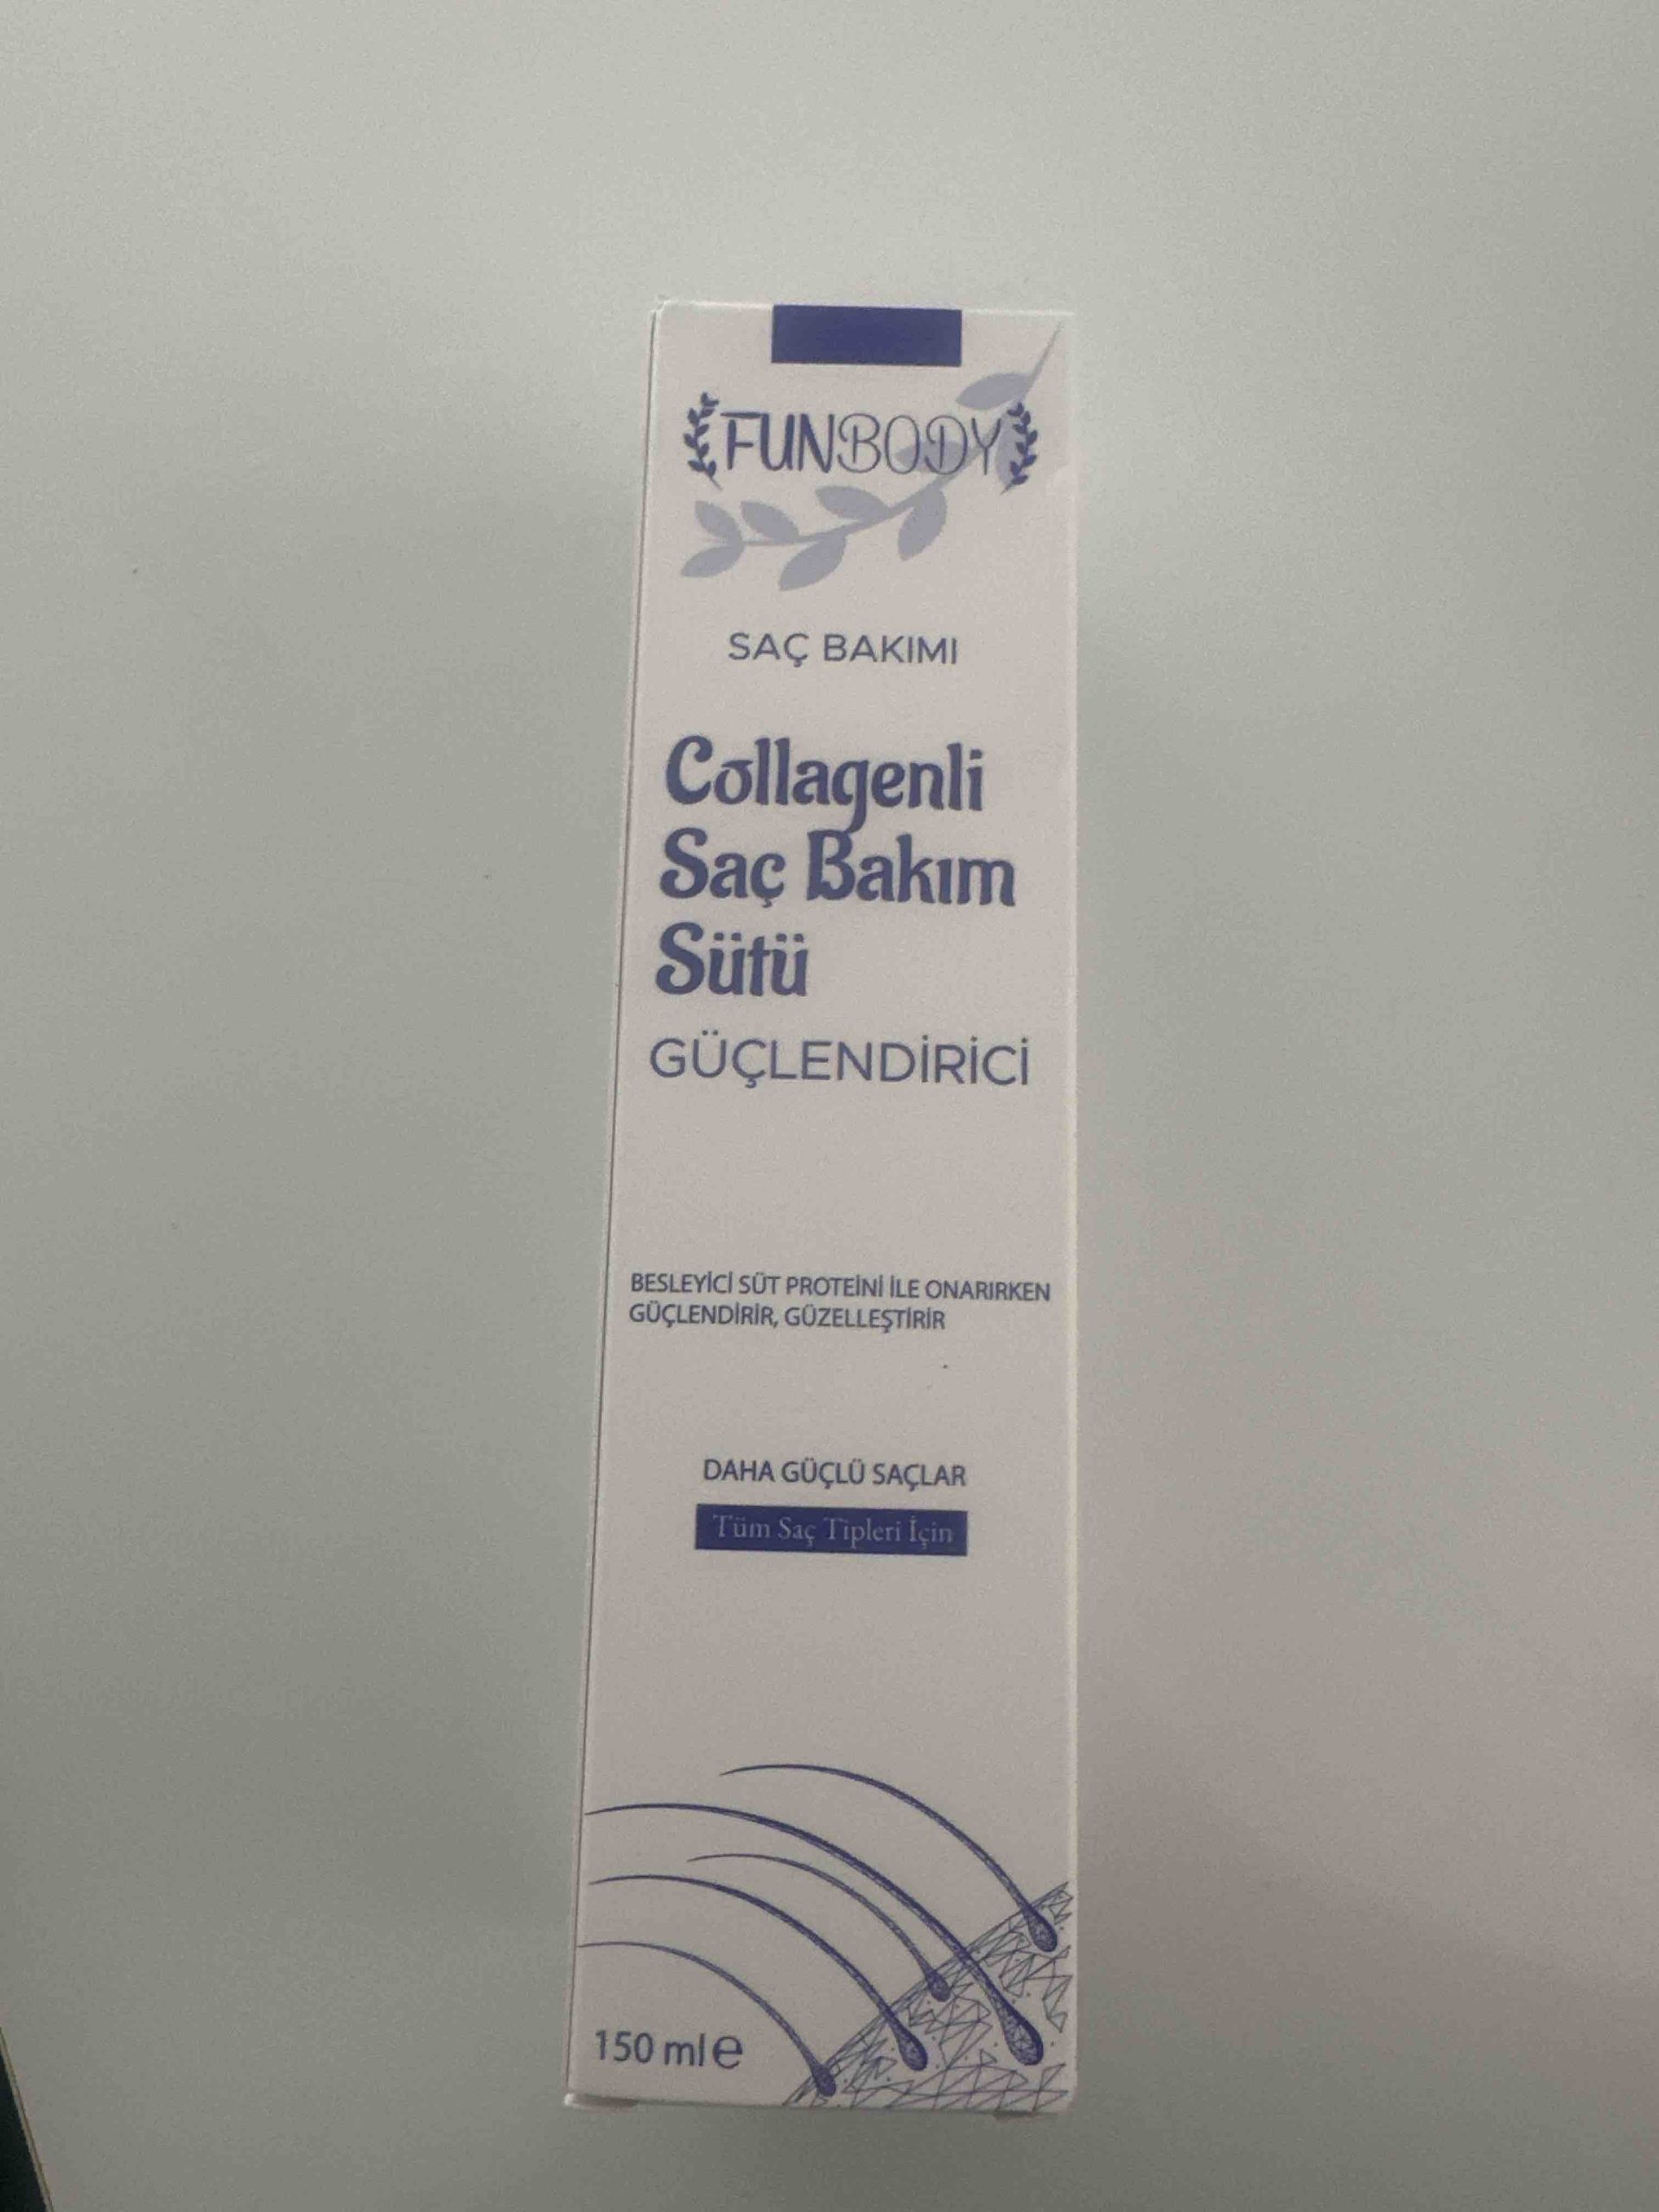 FUNBODY
SAÇ BAKIMI
Collagenli
Saç Bakım
Sütü
GÜÇLENDİRİCİ
BESLEYİCİ SÜT PROTEİNİ İLE ONARIRKEN
GÜÇLENDİRİR, GÜZELLEŞTİRİR
DAHA GÜÇLÜ SAÇLAR
Tüm Saç Tipleri İçin
150 ml e